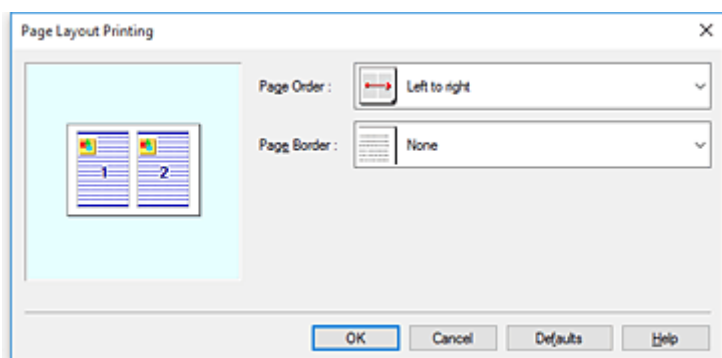 Page Layout Printing
Page Order : Left to right
1 2
Page Border : None
OK Cancel Defaults Help